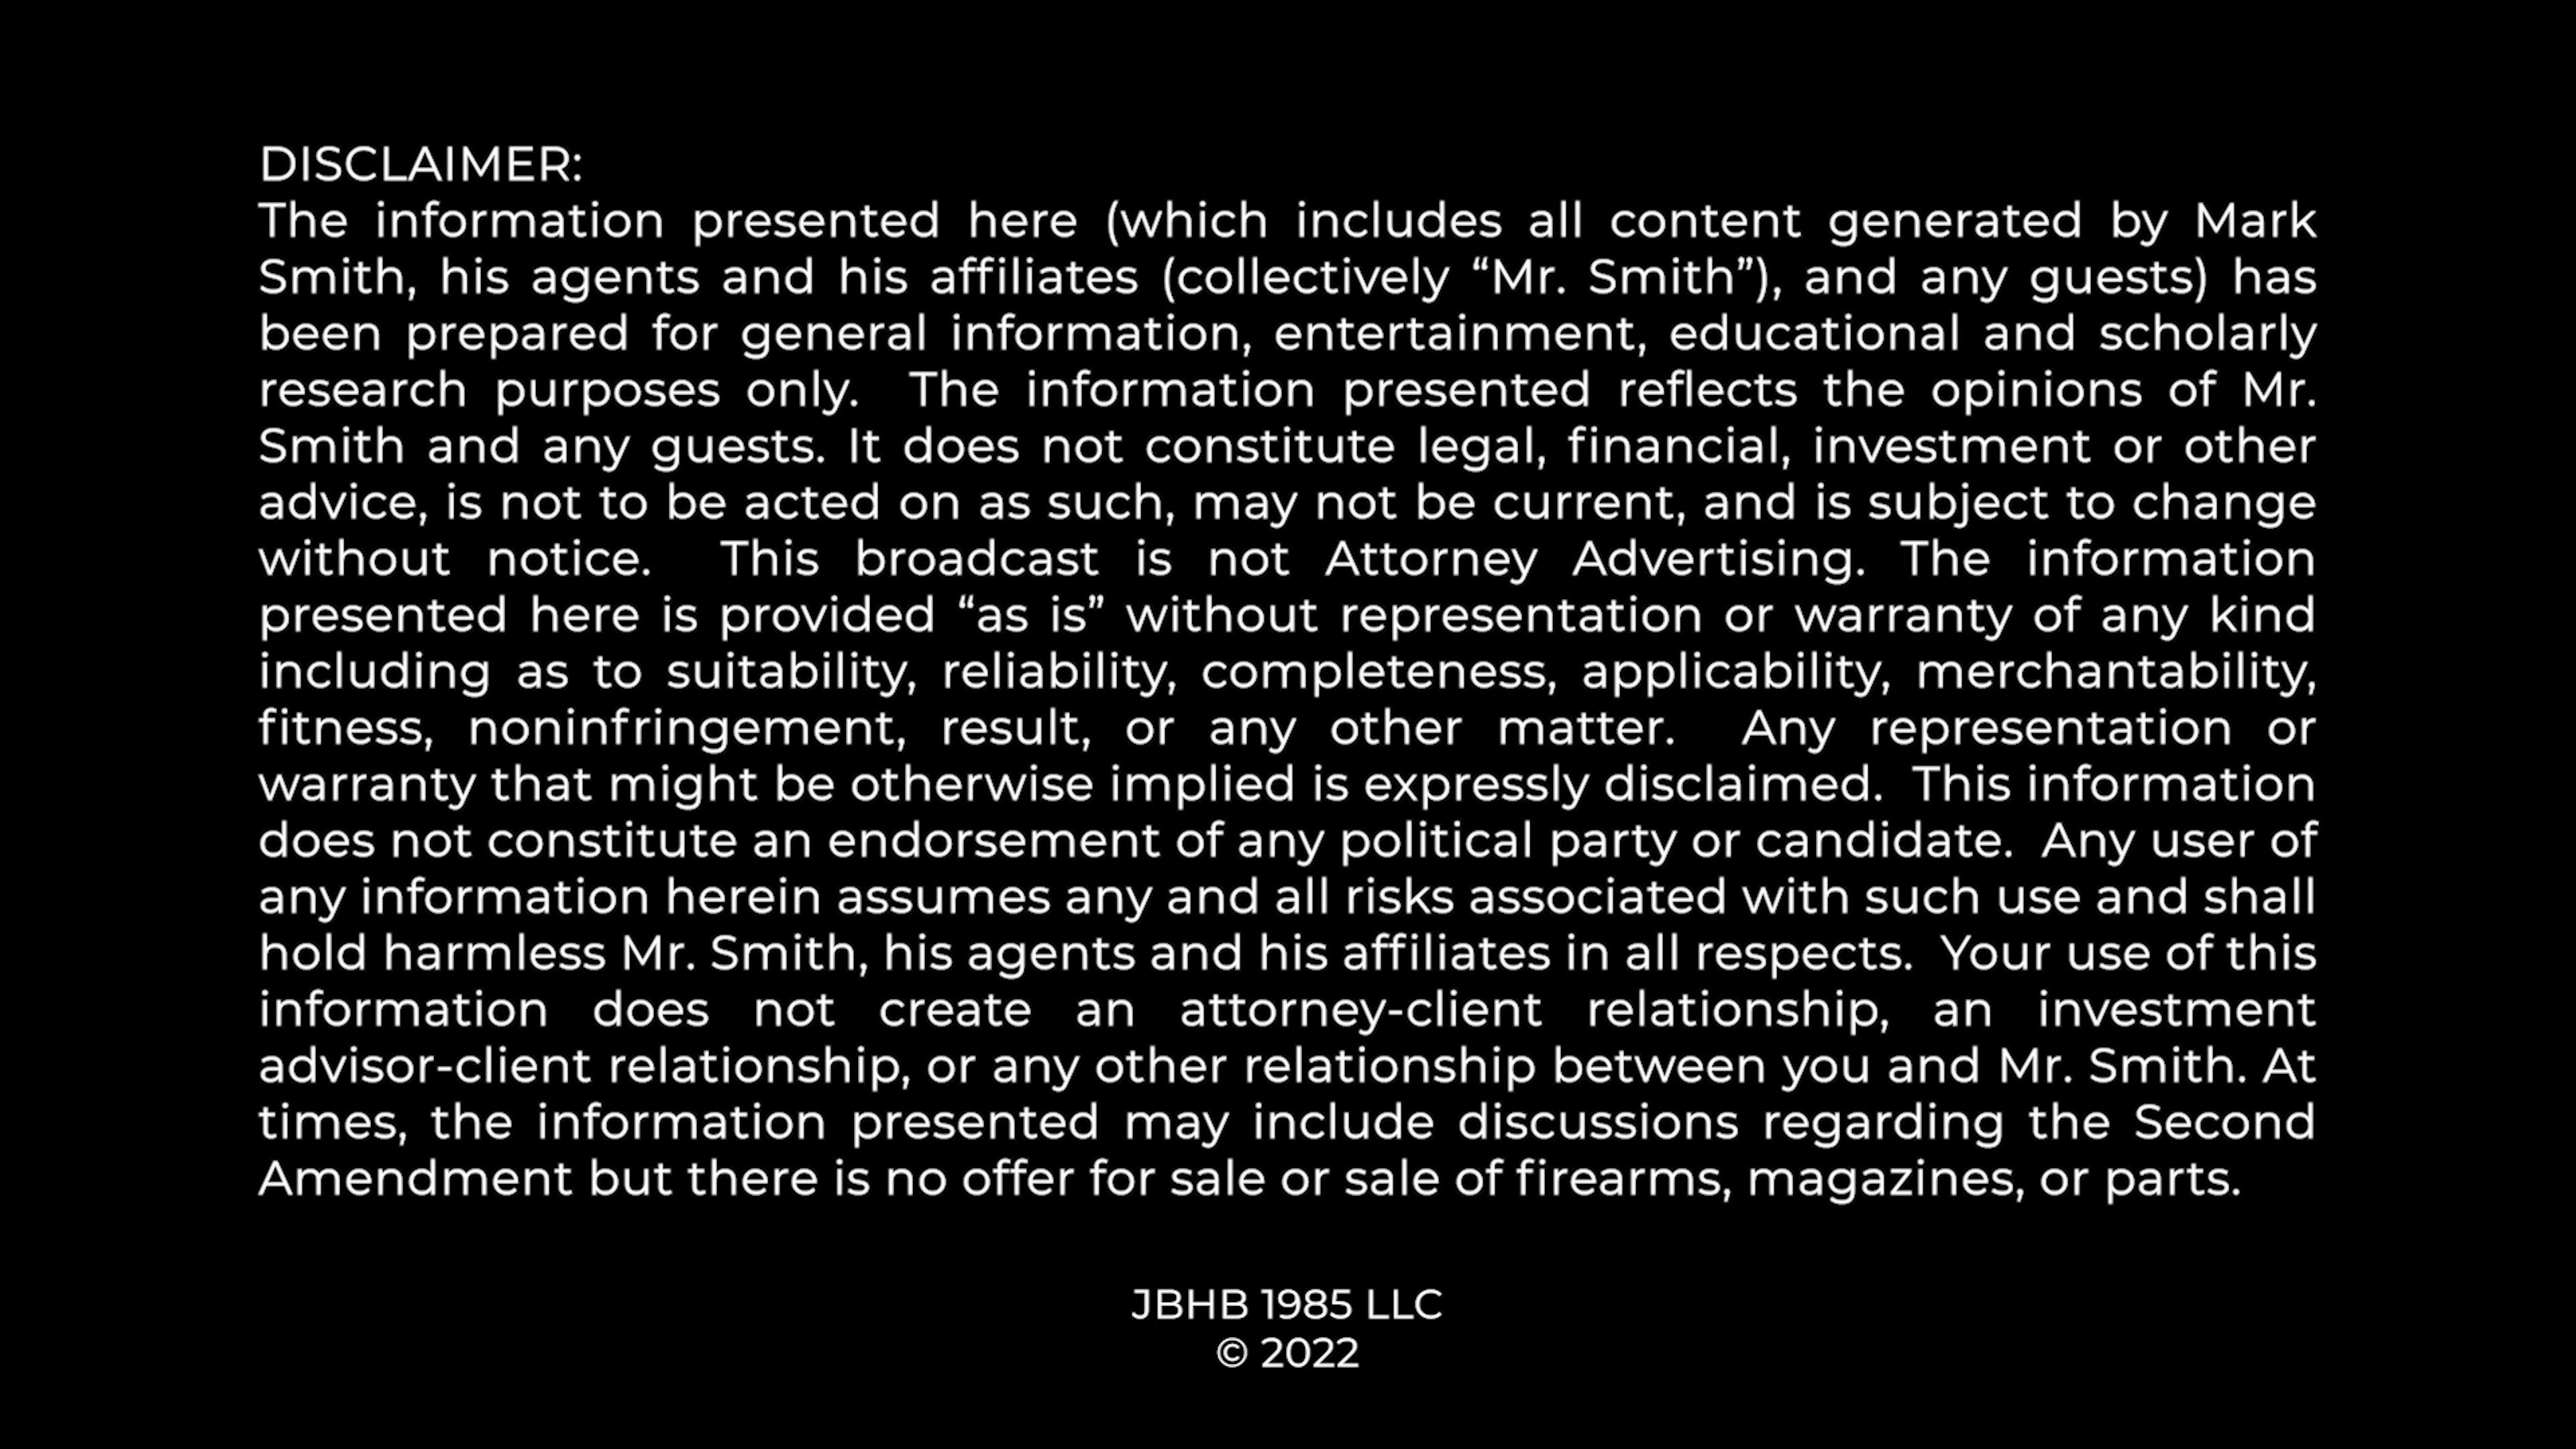 DISCLAIMER:
The information presented here (which includes all content generated by Mark
Smith, his agents and his affiliates (collectively “Mr. Smith”), and any guests) has
been prepared for general information, entertainment, educational and scholarly
research purposes only.  The information presented reflects the opinions of Mr.
Smith and any guests. It does not constitute legal, financial, investment or other
advice, is not to be acted on as such, may not be current, and is subject to change
without notice.  This broadcast is not Attorney Advertising. The information
presented here is provided “as is” without representation or warranty of any kind
including as to suitability, reliability, completeness, applicability, merchantability,
fitness, noninfringement, result, or any other matter.  Any representation or
warranty that might be otherwise implied is expressly disclaimed.  This information
does not constitute an endorsement of any political party or candidate.  Any user of
any information herein assumes any and all risks associated with such use and shall
hold harmless Mr. Smith, his agents and his affiliates in all respects.  Your use of this
information does not create an attorney-client relationship, an investment
advisor-client relationship, or any other relationship between you and Mr. Smith. At
times, the information presented may include discussions regarding the Second
Amendment but there is no offer for sale or sale of firearms, magazines, or parts.
JBHB 1985 LLC
© 2022